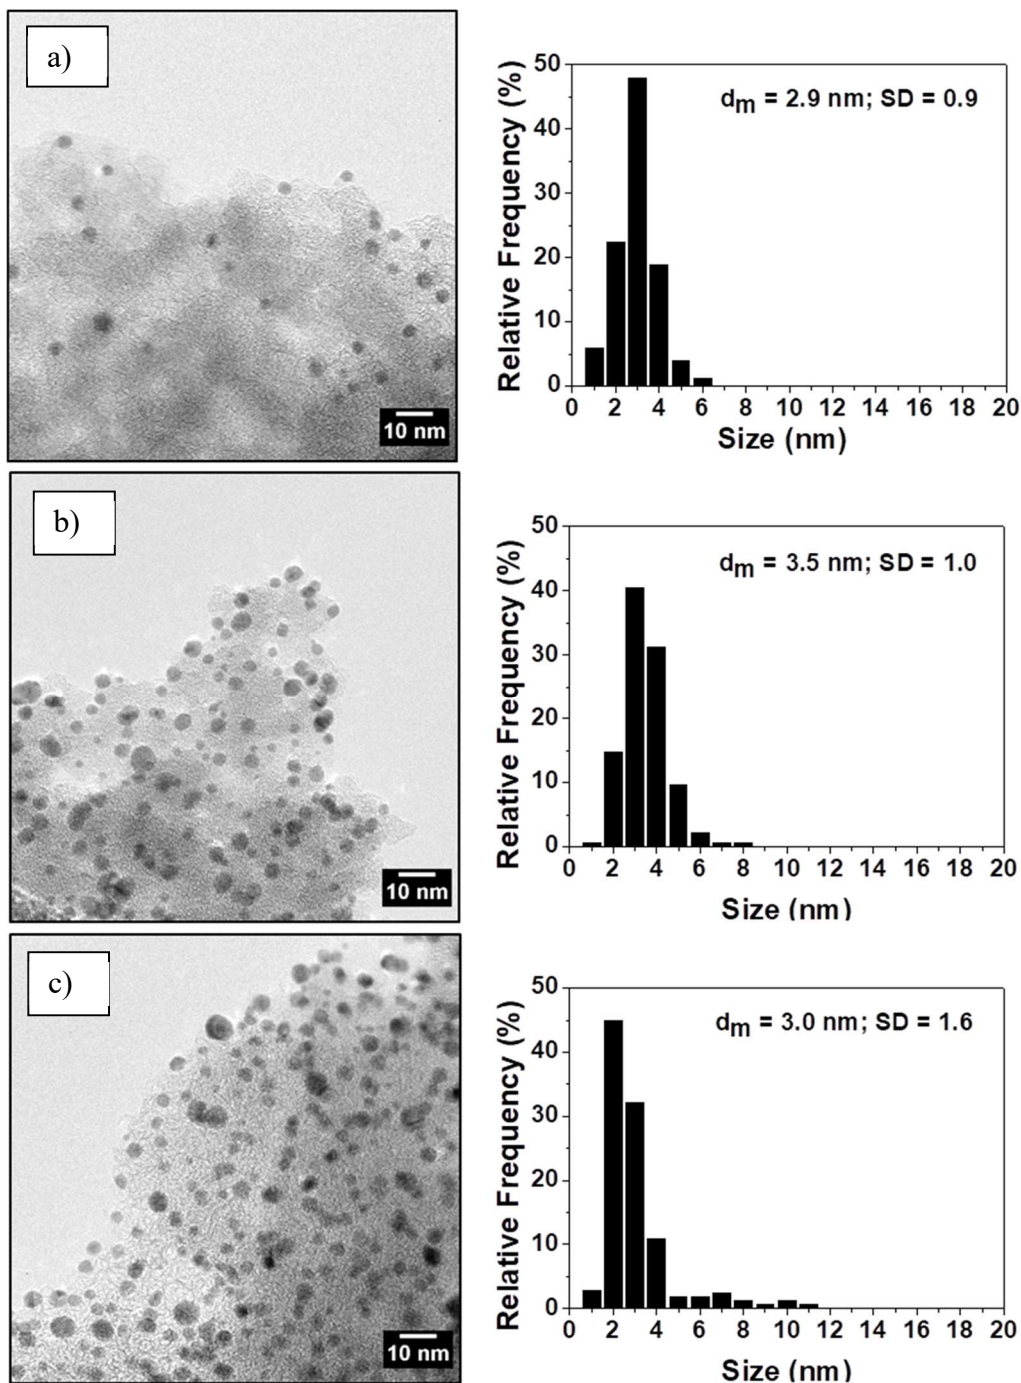 a)
10 nm
Relative Frequency (%)
50
40
30
20
10
0
d_m = 2.9 nm; SD = 0.9
0 2 4 6 8 10 12 14 16 18 20
Size (nm)
b)
10 nm
Relative Frequency (%)
50
40
30
20
10
0
d_m = 3.5 nm; SD = 1.0
0 2 4 6 8 10 12 14 16 18 20
Size (nm)
c)
10 nm
Relative Frequency (%)
50
40
30
20
10
0
d_m = 3.0 nm; SD = 1.6
0 2 4 6 8 10 12 14 16 18 20
Size (nm)